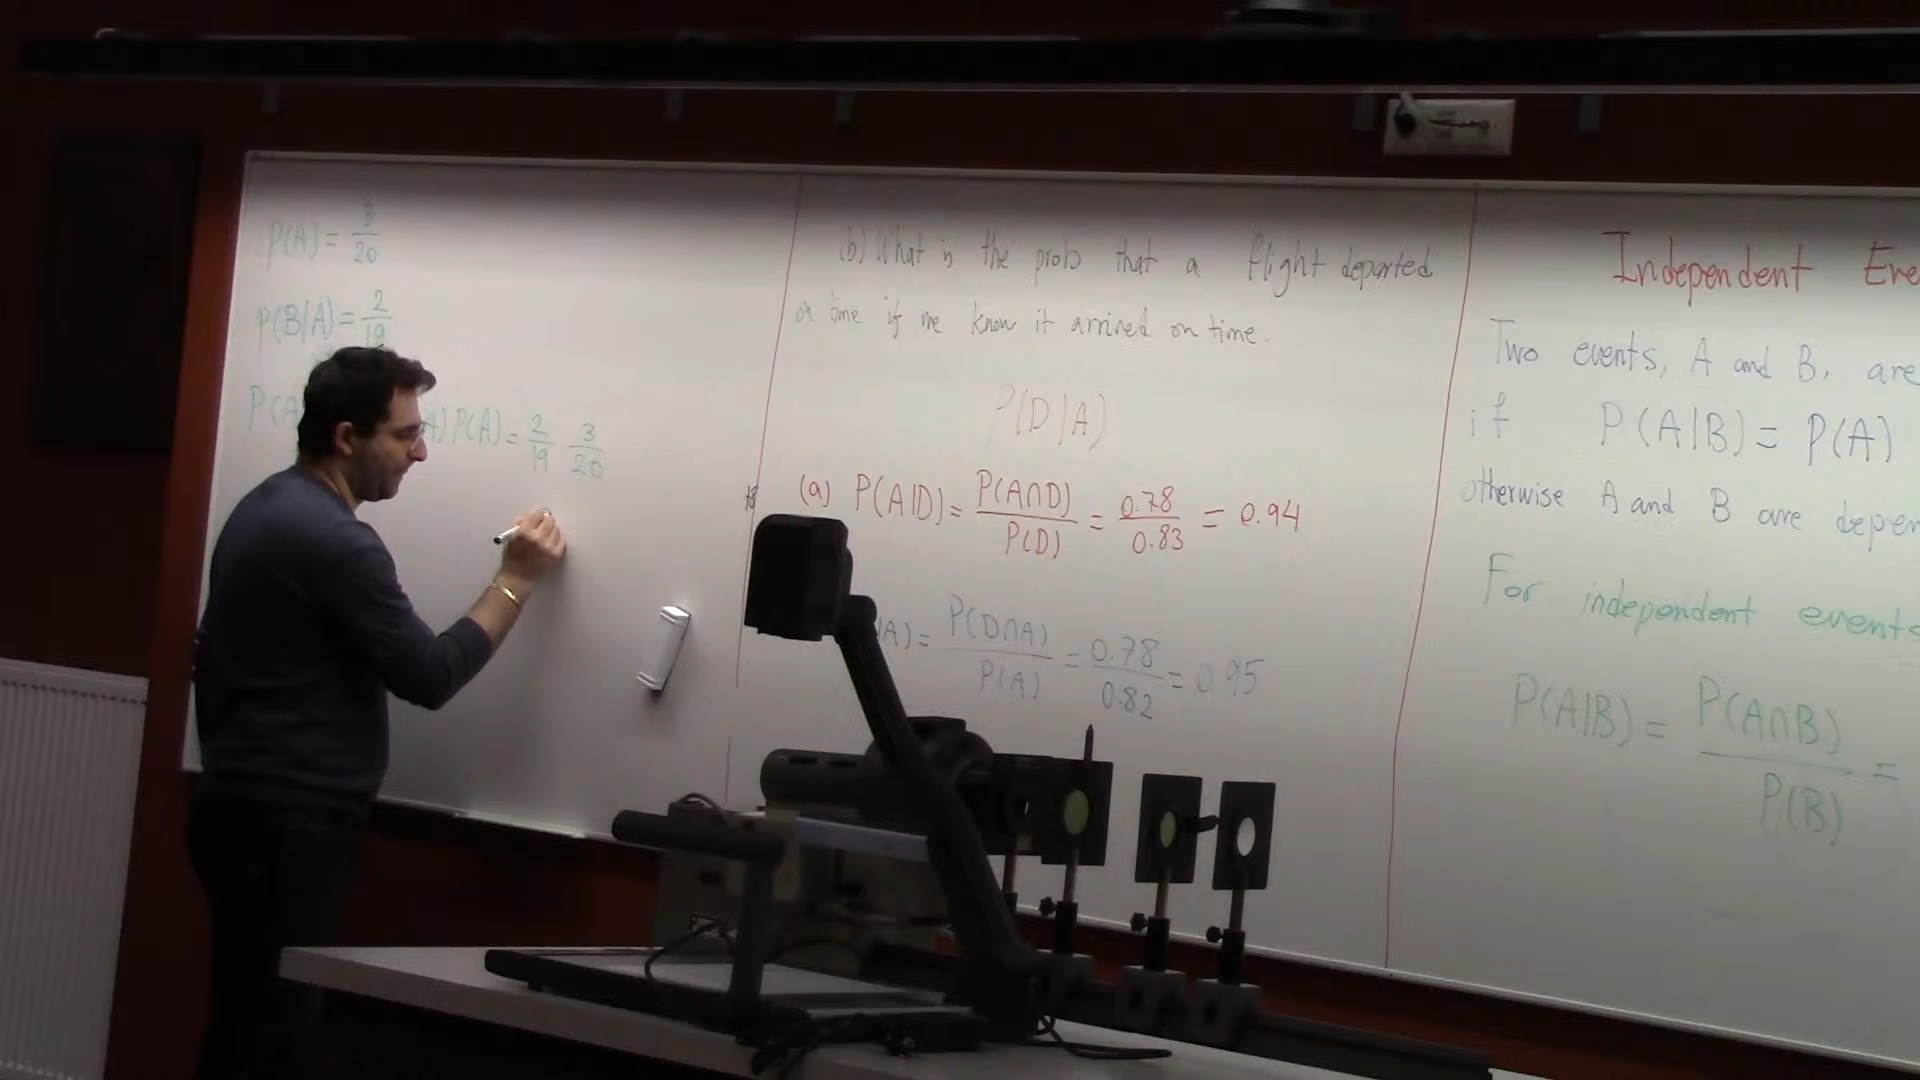 P(A) = 3/20
P(B|A) = 2/19
P(A A) P(A) = 2/19 3/20
(b) What is the prob that a flight departed
on time if we know it arrived on time.
P(D|A)
(a) P(A|D) = P(A∩D)/P(D) = 0.78/0.83 = 0.94
A) = P(D∩A)/P(A) = 0.78/0.82 = 0.95
Independent Eve
Two events, A and B, are
if P(A|B) = P(A)
otherwise A and B are depen
For independent events
P(A|B) = P(A∩B)/P(B) =